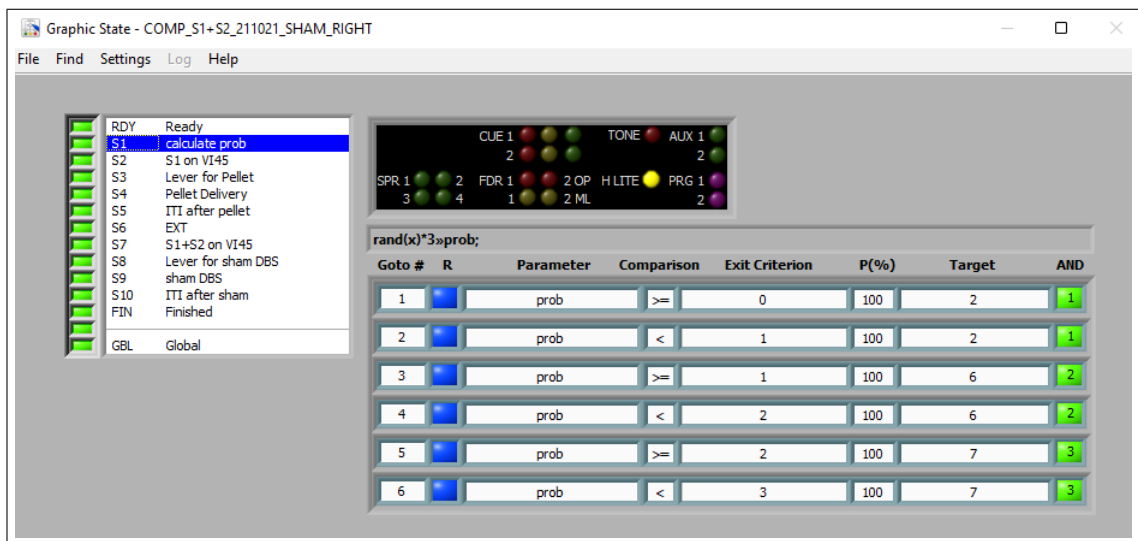 Graphic State - COMP_S1+S2_211021_SHAM_RIGHT
File Find Settings Log Help
RDY Ready
S1 calculate prob
S2 S1 on VI45
S3 Lever for Pellet
S4 Pellet Delivery
S5 ITI after pellet
S6 EXT
S7 S1+S2 on VI45
S8 Lever for sham DBS
S9 sham DBS
S10 ITI after sham
FIN Finished
GBL Global
CUE 1 TONE AUX 1
2 2
SPR 1 2 FDR 1 2 OP H LITE PRG 1
3 4 1 2 ML 2
rand(x)*3»prob;
Goto # R Parameter Comparison Exit Criterion P(%) Target AND
1 prob >= 0 100 2 1
2 prob < 1 100 2 1
3 prob >= 1 100 6 2
4 prob < 2 100 6 2
5 prob >= 2 100 7 3
6 prob < 3 100 7 3